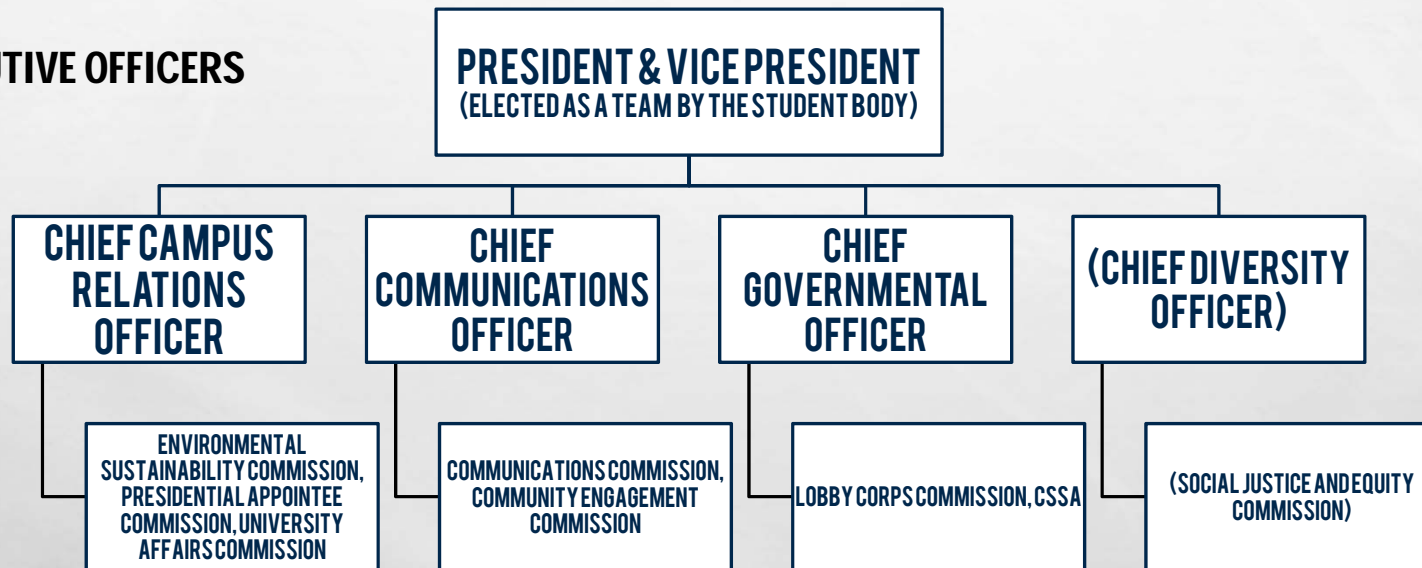 UTIVE OFFICERS
PRESIDENT & VICE PRESIDENT
(ELECTED AS A TEAM BY THE STUDENT BODY)
CHIEF CAMPUS
RELATIONS
OFFICER
CHIEF
COMMUNICATIONS
OFFICER
CHIEF
GOVERNMENTAL
OFFICER
(CHIEF DIVERSITY
OFFICER)
ENVIRONMENTAL
SUSTAINABILITY COMMISSION,
PRESIDENTIAL APPOINTEE
COMMISSION, UNIVERSITY
AFFAIRS COMMISSION
COMMUNICATIONS COMMISSION,
COMMUNITY ENGAGEMENT
COMMISSION
LOBBY CORPS COMMISSION, CSSA
(SOCIAL JUSTICE AND EQUITY
COMMISSION)